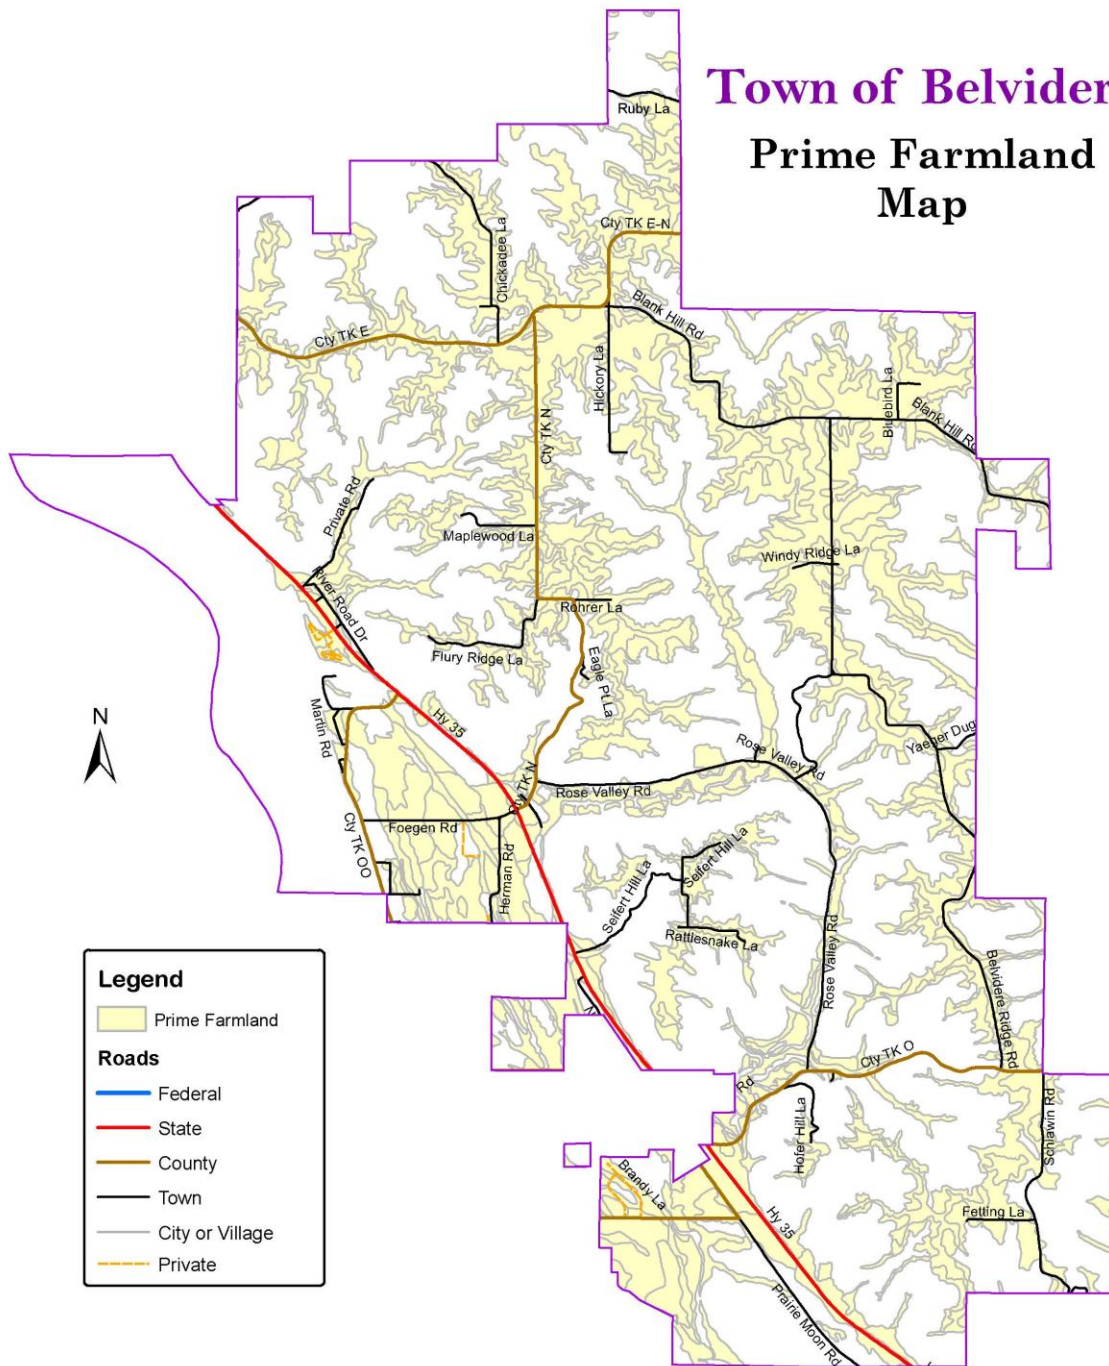 Town of Belvider
Prime Farmland
Map
Ruby La
Cty TK E-N
Chickadee La
Cty TK E
Blank Hill Rd
Hickory La
Cty TK N
Bluebird La
Blank Hill Rd
Private Rd
Maplewood La
Windy Ridge La
River Road Dr
Rohrer La
Flury Ridge La
Eagle Pt La
N
Martin Rd
Hy 35
Yaeger Dug
Rose Valley Rd
Cty TK N
Rose Valley Rd
Cty TK OO
Foegen Rd
Herman Rd
Seifert Hill La
Seifert Hill La
Rattlesnake La
Rose Valley Rd
Belvidere Ridge Rd
N
Cty TK O
Rd
Hofer Hill La
Schlawin Rd
Brandy La
Hy 35
Fetting La
Prairie Moon Rd
Legend
Prime Farmland
Roads
Federal
State
County
Town
City or Village
Private